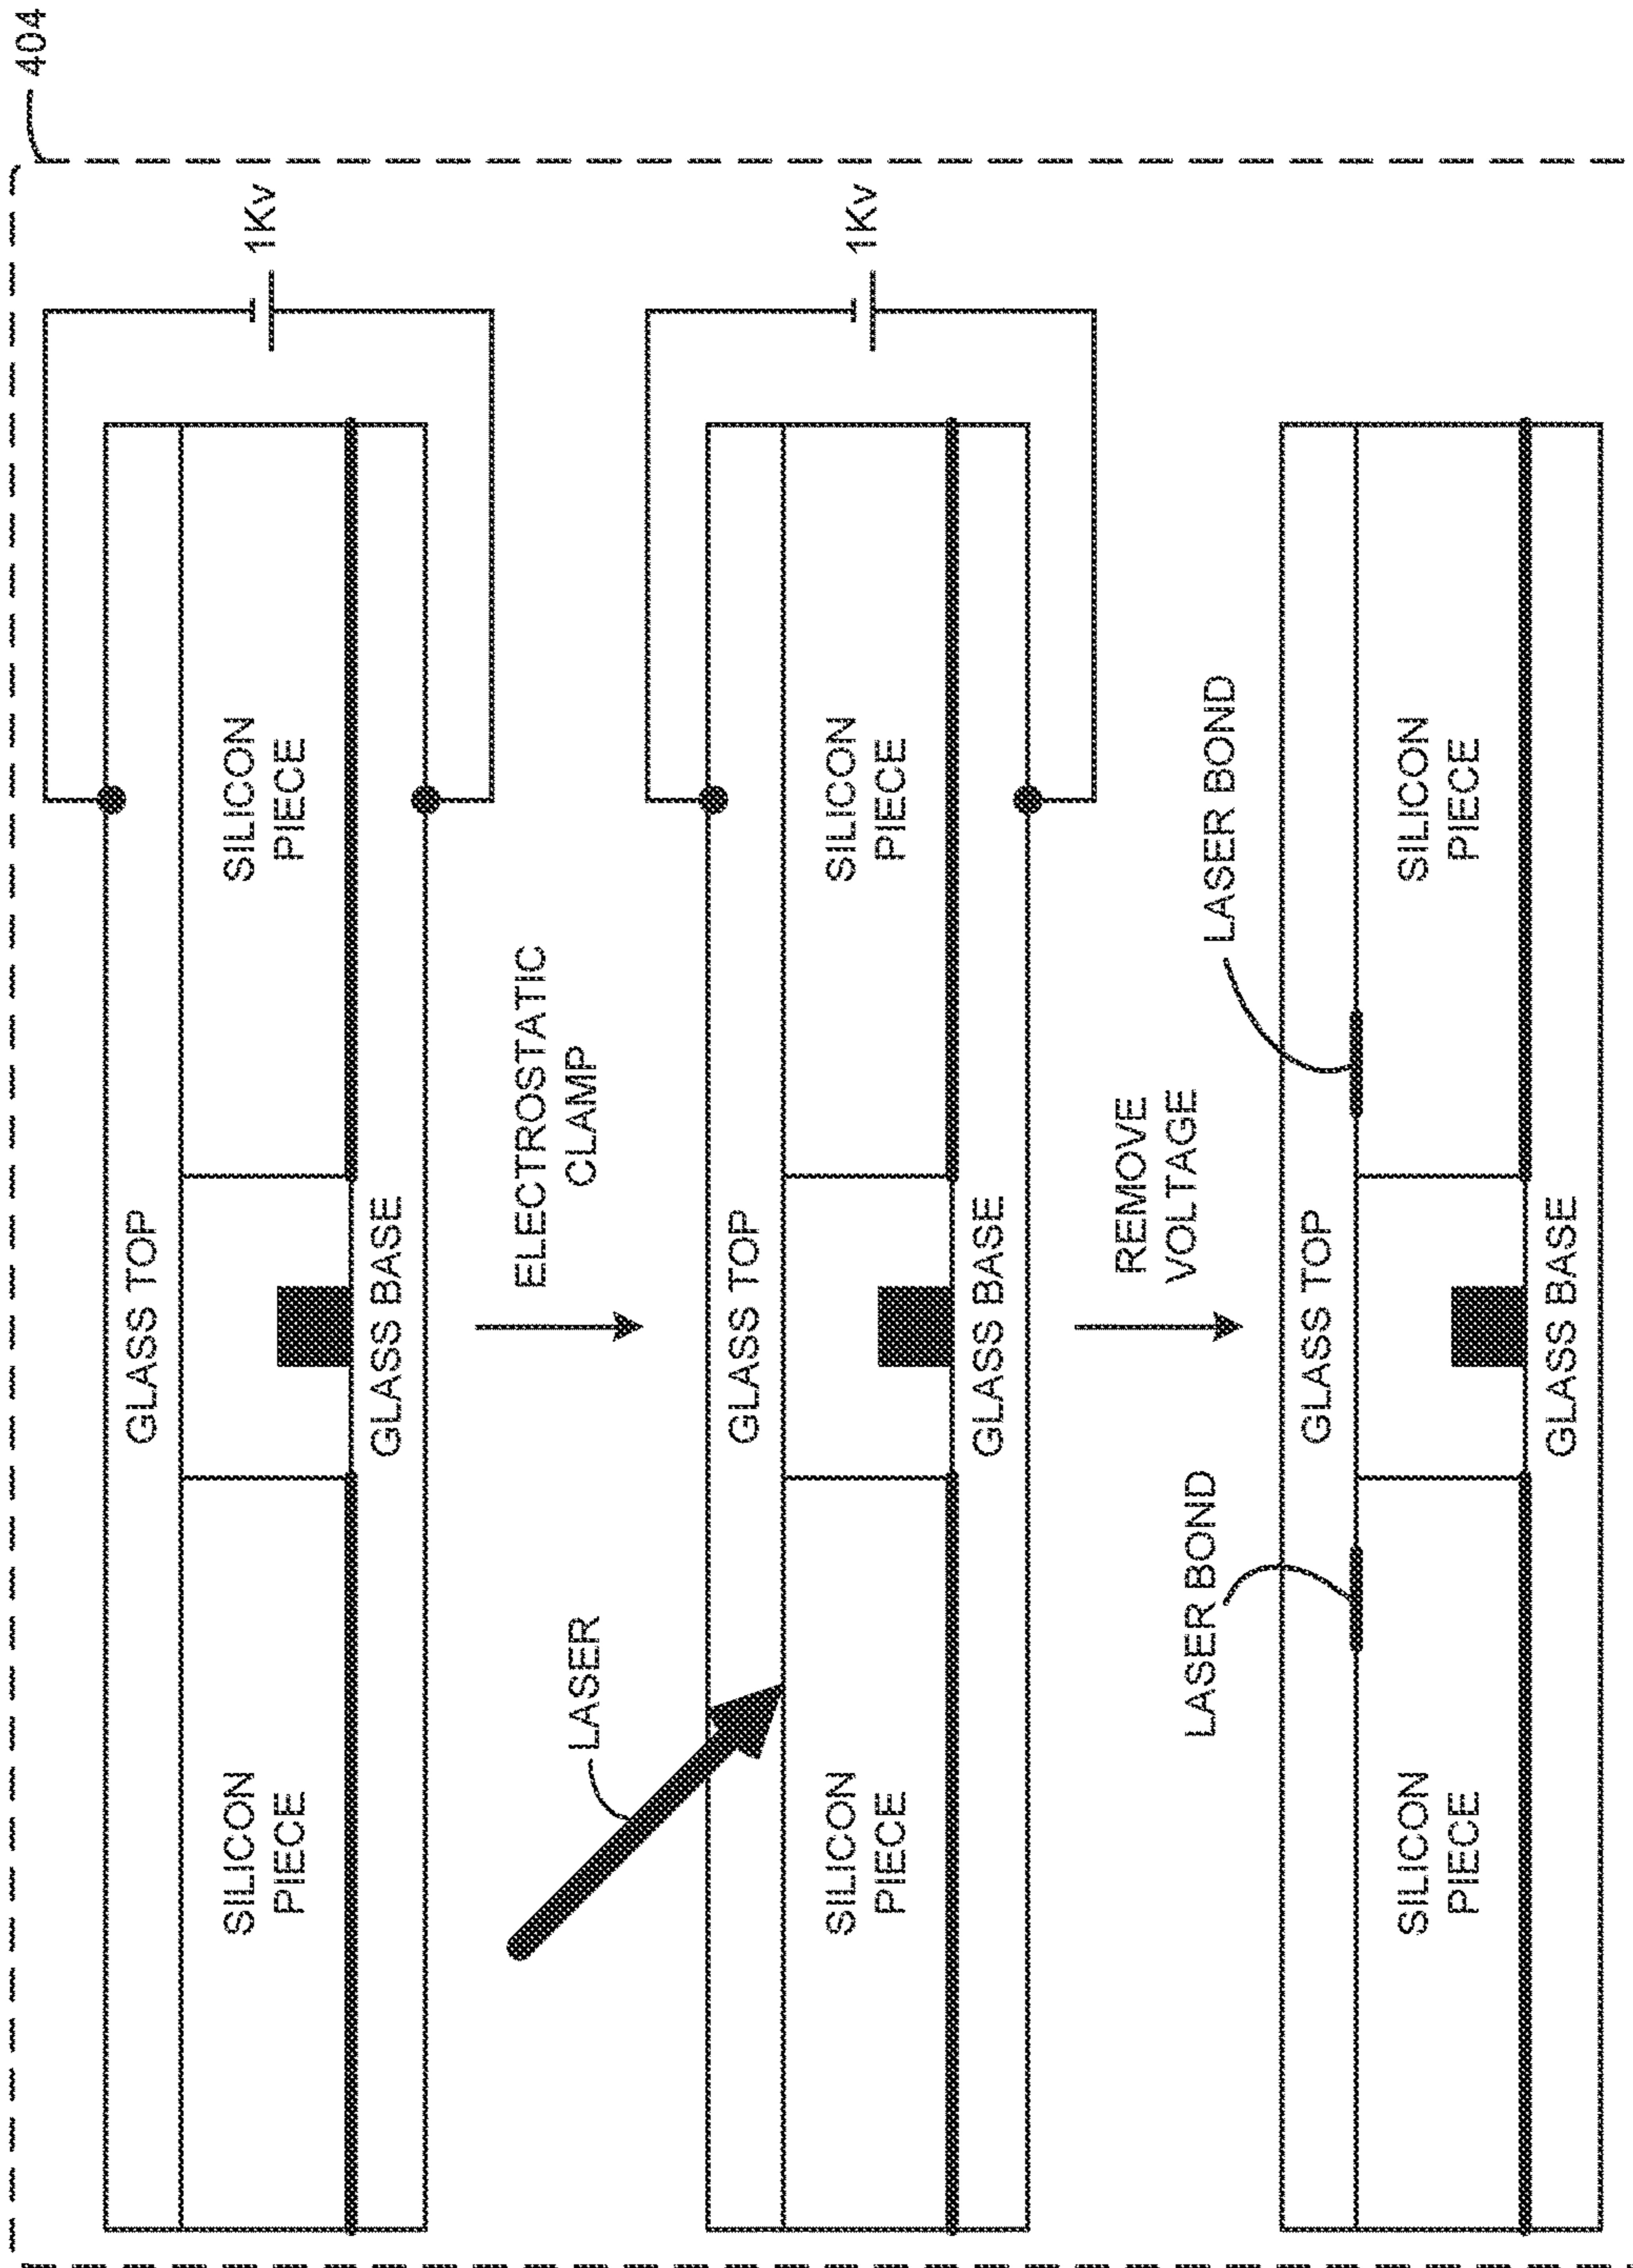 404
GLASS TOP
SILICON
PIECE
SILICON
PIECE
1Kv
GLASS BASE
ELECTROSTATIC
CLAMP
LASER
GLASS TOP
SILICON
PIECE
SILICON
PIECE
1Kv
GLASS BASE
REMOVE
VOLTAGE
LASER BOND
LASER BOND
GLASS TOP
SILICON
PIECE
SILICON
PIECE
GLASS BASE